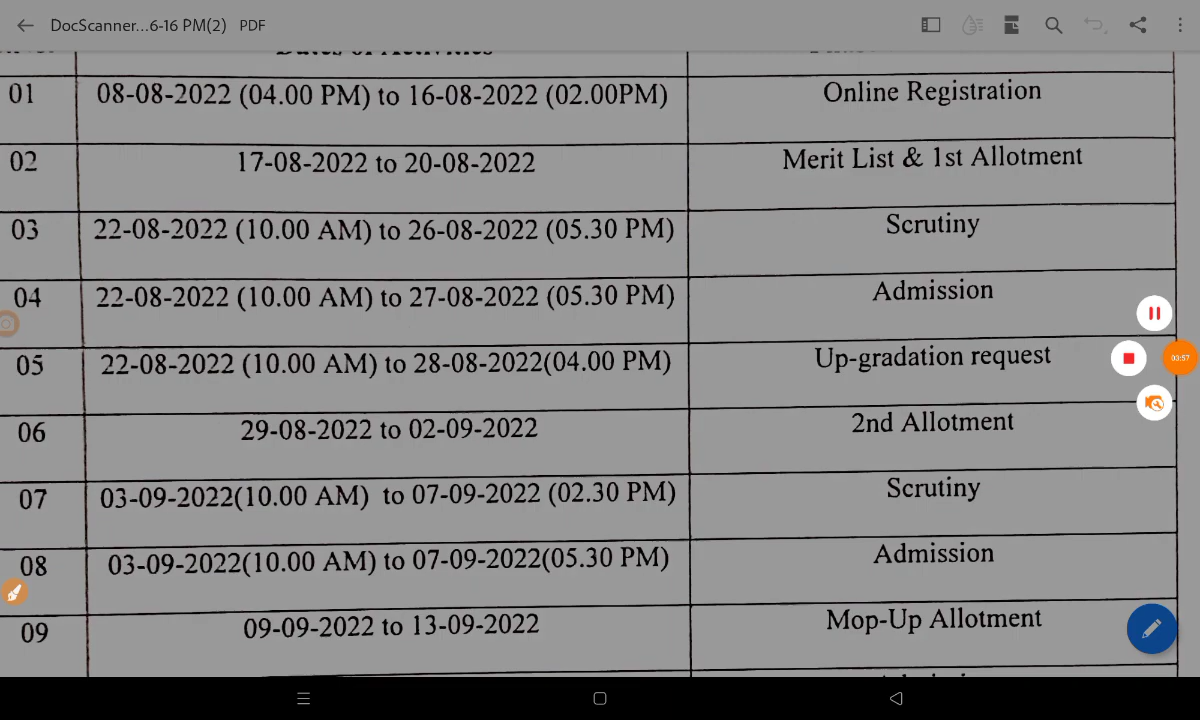 DocScanner...6-16 PM(2) PDF
Dates of Activities
01 08-08-2022 (04.00 PM) to 16-08-2022 (02.00PM) Online Registration
02 17-08-2022 to 20-08-2022 Merit List & 1st Allotment
03 22-08-2022 (10.00 AM) to 26-08-2022 (05.30 PM) Scrutiny
04 22-08-2022 (10.00 AM) to 27-08-2022 (05.30 PM) Admission
05 22-08-2022 (10.00 AM) to 28-08-2022(04.00 PM) Up-gradation request
03:57
06 29-08-2022 to 02-09-2022 2nd Allotment
07 03-09-2022(10.00 AM) to 07-09-2022 (02.30 PM) Scrutiny
08 03-09-2022(10.00 AM) to 07-09-2022(05.30 PM) Admission
09 09-09-2022 to 13-09-2022 Mop-Up Allotment